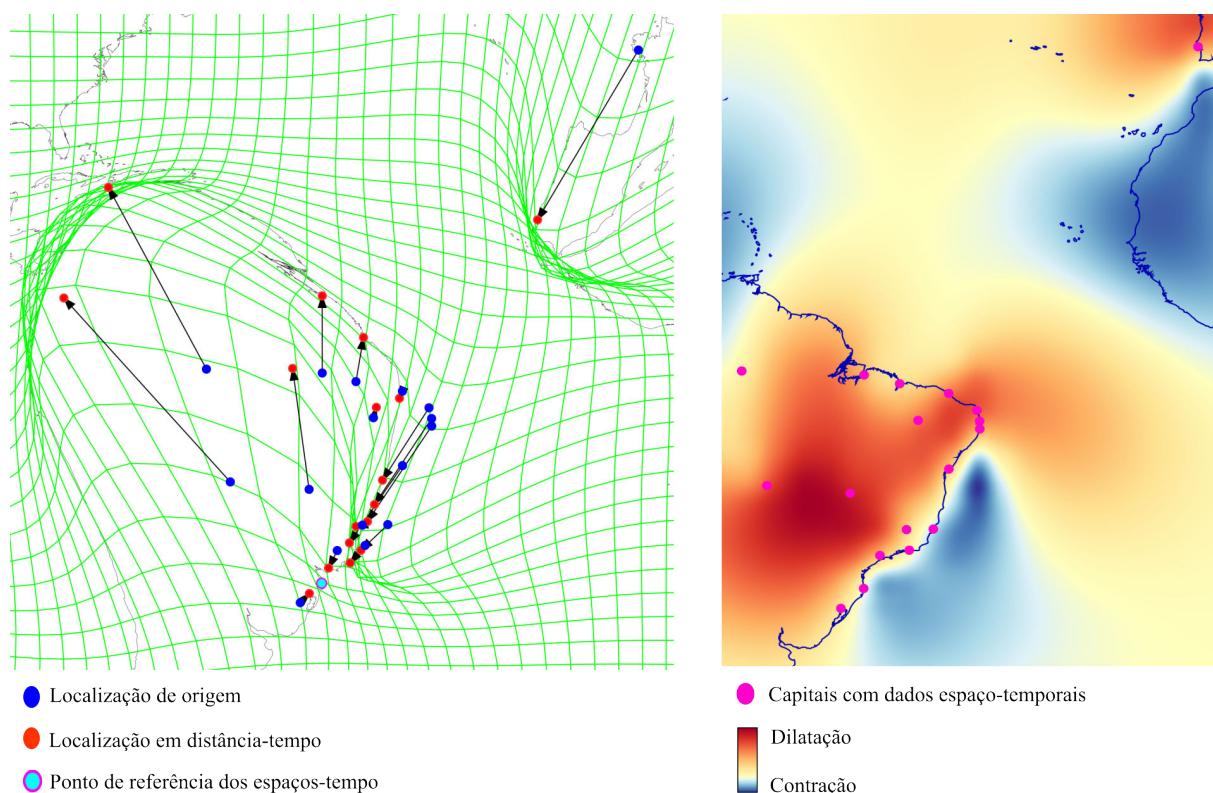 Localização de origem
Localização em distância-tempo
Ponto de referência dos espaços-tempo
Capitais com dados espaço-temporais
Dilatação
Contração